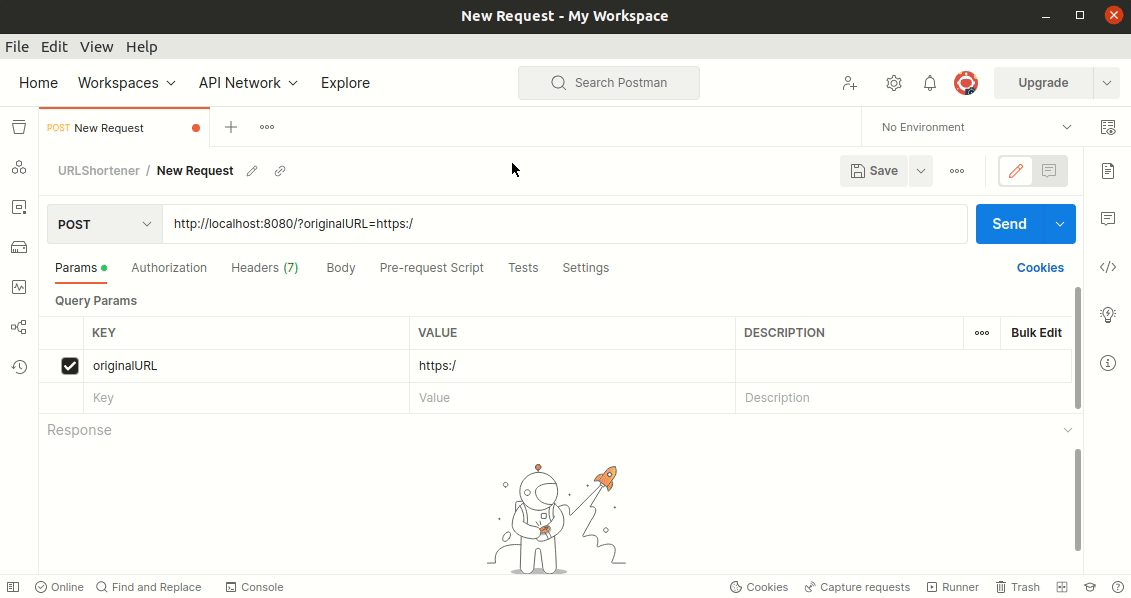 New Request - My Workspace
File Edit View Help
Home Workspaces API Network Explore Search Postman Upgrade
POST New Request No Environment
URLShortener / New Request Save
POST http://localhost:8080/?originalURL=https:/ Send
Params Authorization Headers (7) Body Pre-request Script Tests Settings Cookies
Query Params
KEY VALUE DESCRIPTION Bulk Edit
originalURL https:/
Key Value Description
Response
Online Find and Replace Console Cookies Capture requests Runner Trash